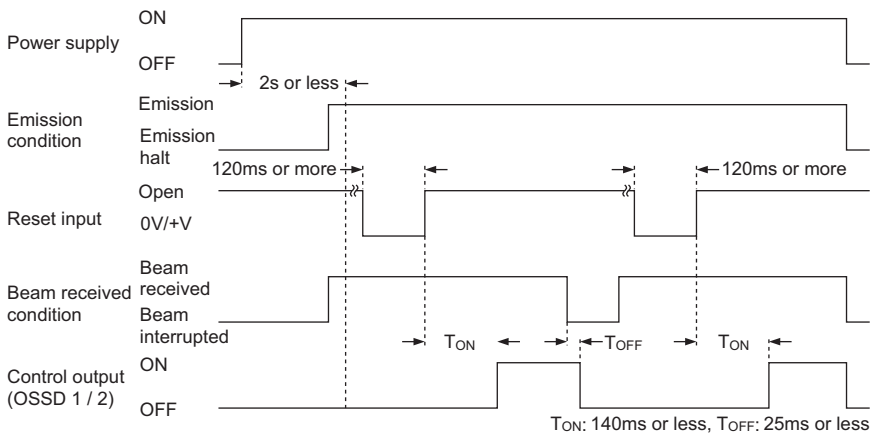 ON
Power supply
OFF
2s or less
Emission
Emission
condition
Emission
halt
120ms or more
120ms or more
Open
Reset input
0V/+V
Beam
received
Beam received
condition
Beam
interrupted
TON
TOFF
TON
ON
Control output
(OSSD 1 / 2)
OFF
TON: 140ms or less, TOFF: 25ms or less